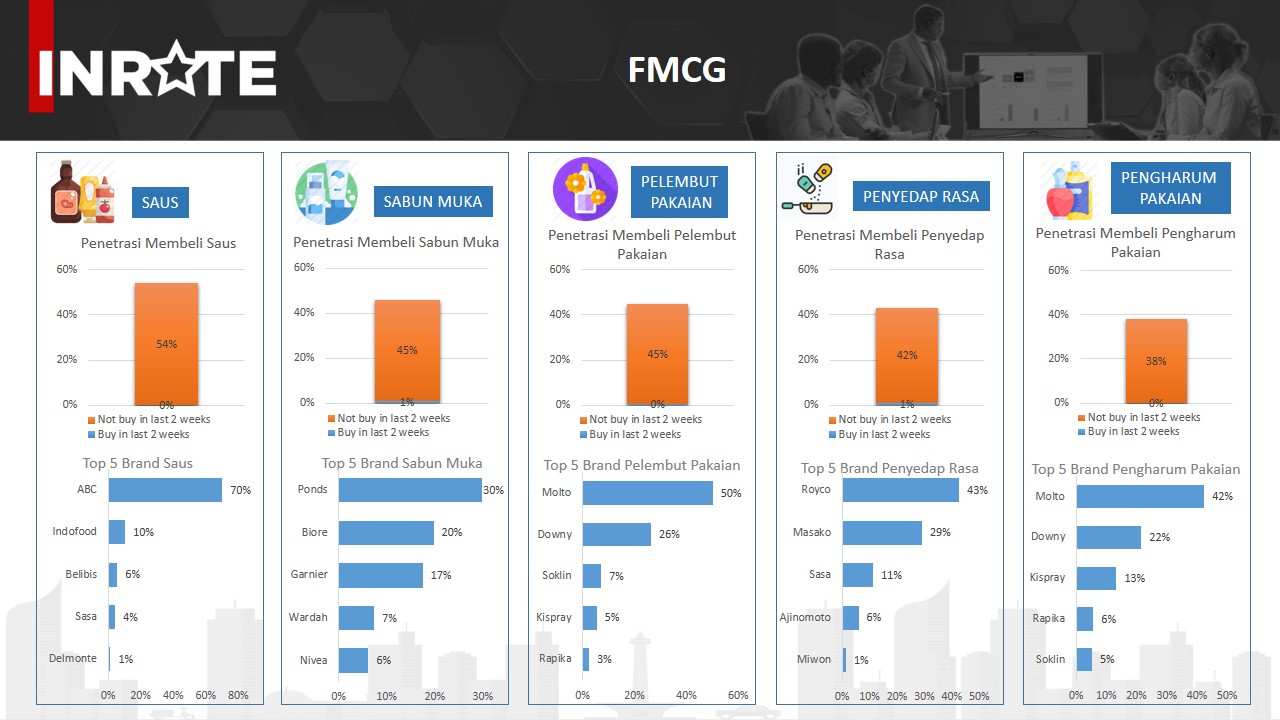 INRATE
FMCG
SAUS
Penetrasi Membeli Saus
60%
40%
20%
0%
54%
0%
Not buy in last 2 weeks
Buy in last 2 weeks
Top 5 Brand Saus
ABC 70%
Indofood 10%
Belibis 6%
Sasa 4%
Delmonte 1%
0% 20% 40% 60% 80%
SABUN MUKA
Penetrasi Membeli Sabun Muka
60%
40%
20%
0%
45%
1%
Not buy in last 2 weeks
Buy in last 2 weeks
Top 5 Brand Sabun Muka
Ponds 30%
Biore 20%
Garnier 17%
Wardah 7%
Nivea 6%
0% 10% 20% 30%
PELEMBUT
PAKAIAN
Penetrasi Membeli Pelembut
Pakaian
60%
40%
20%
0%
45%
0%
Not buy in last 2 weeks
Buy in last 2 weeks
Top 5 Brand Pelembut Pakaian
Molto 50%
Downy 26%
Soklin 7%
Kispray 5%
Rapika 3%
0% 20% 40% 60%
PENYEDAP RASA
Penetrasi Membeli Penyedap
Rasa
60%
40%
20%
0%
42%
1%
Not buy in last 2 weeks
Buy in last 2 weeks
Top 5 Brand Penyedap Rasa
Royco 43%
Masako 29%
Sasa 11%
Ajinomoto 6%
Miwon 1%
0% 10% 20% 30% 40% 50%
PENGHARUM
PAKAIAN
Penetrasi Membeli Pengharum
Pakaian
60%
40%
20%
0%
38%
0%
Not buy in last 2 weeks
Buy in last 2 weeks
Top 5 Brand Pengharum Pakaian
Molto 42%
Downy 22%
Kispray 13%
Rapika 6%
Soklin 5%
0% 10% 20% 30% 40% 50%